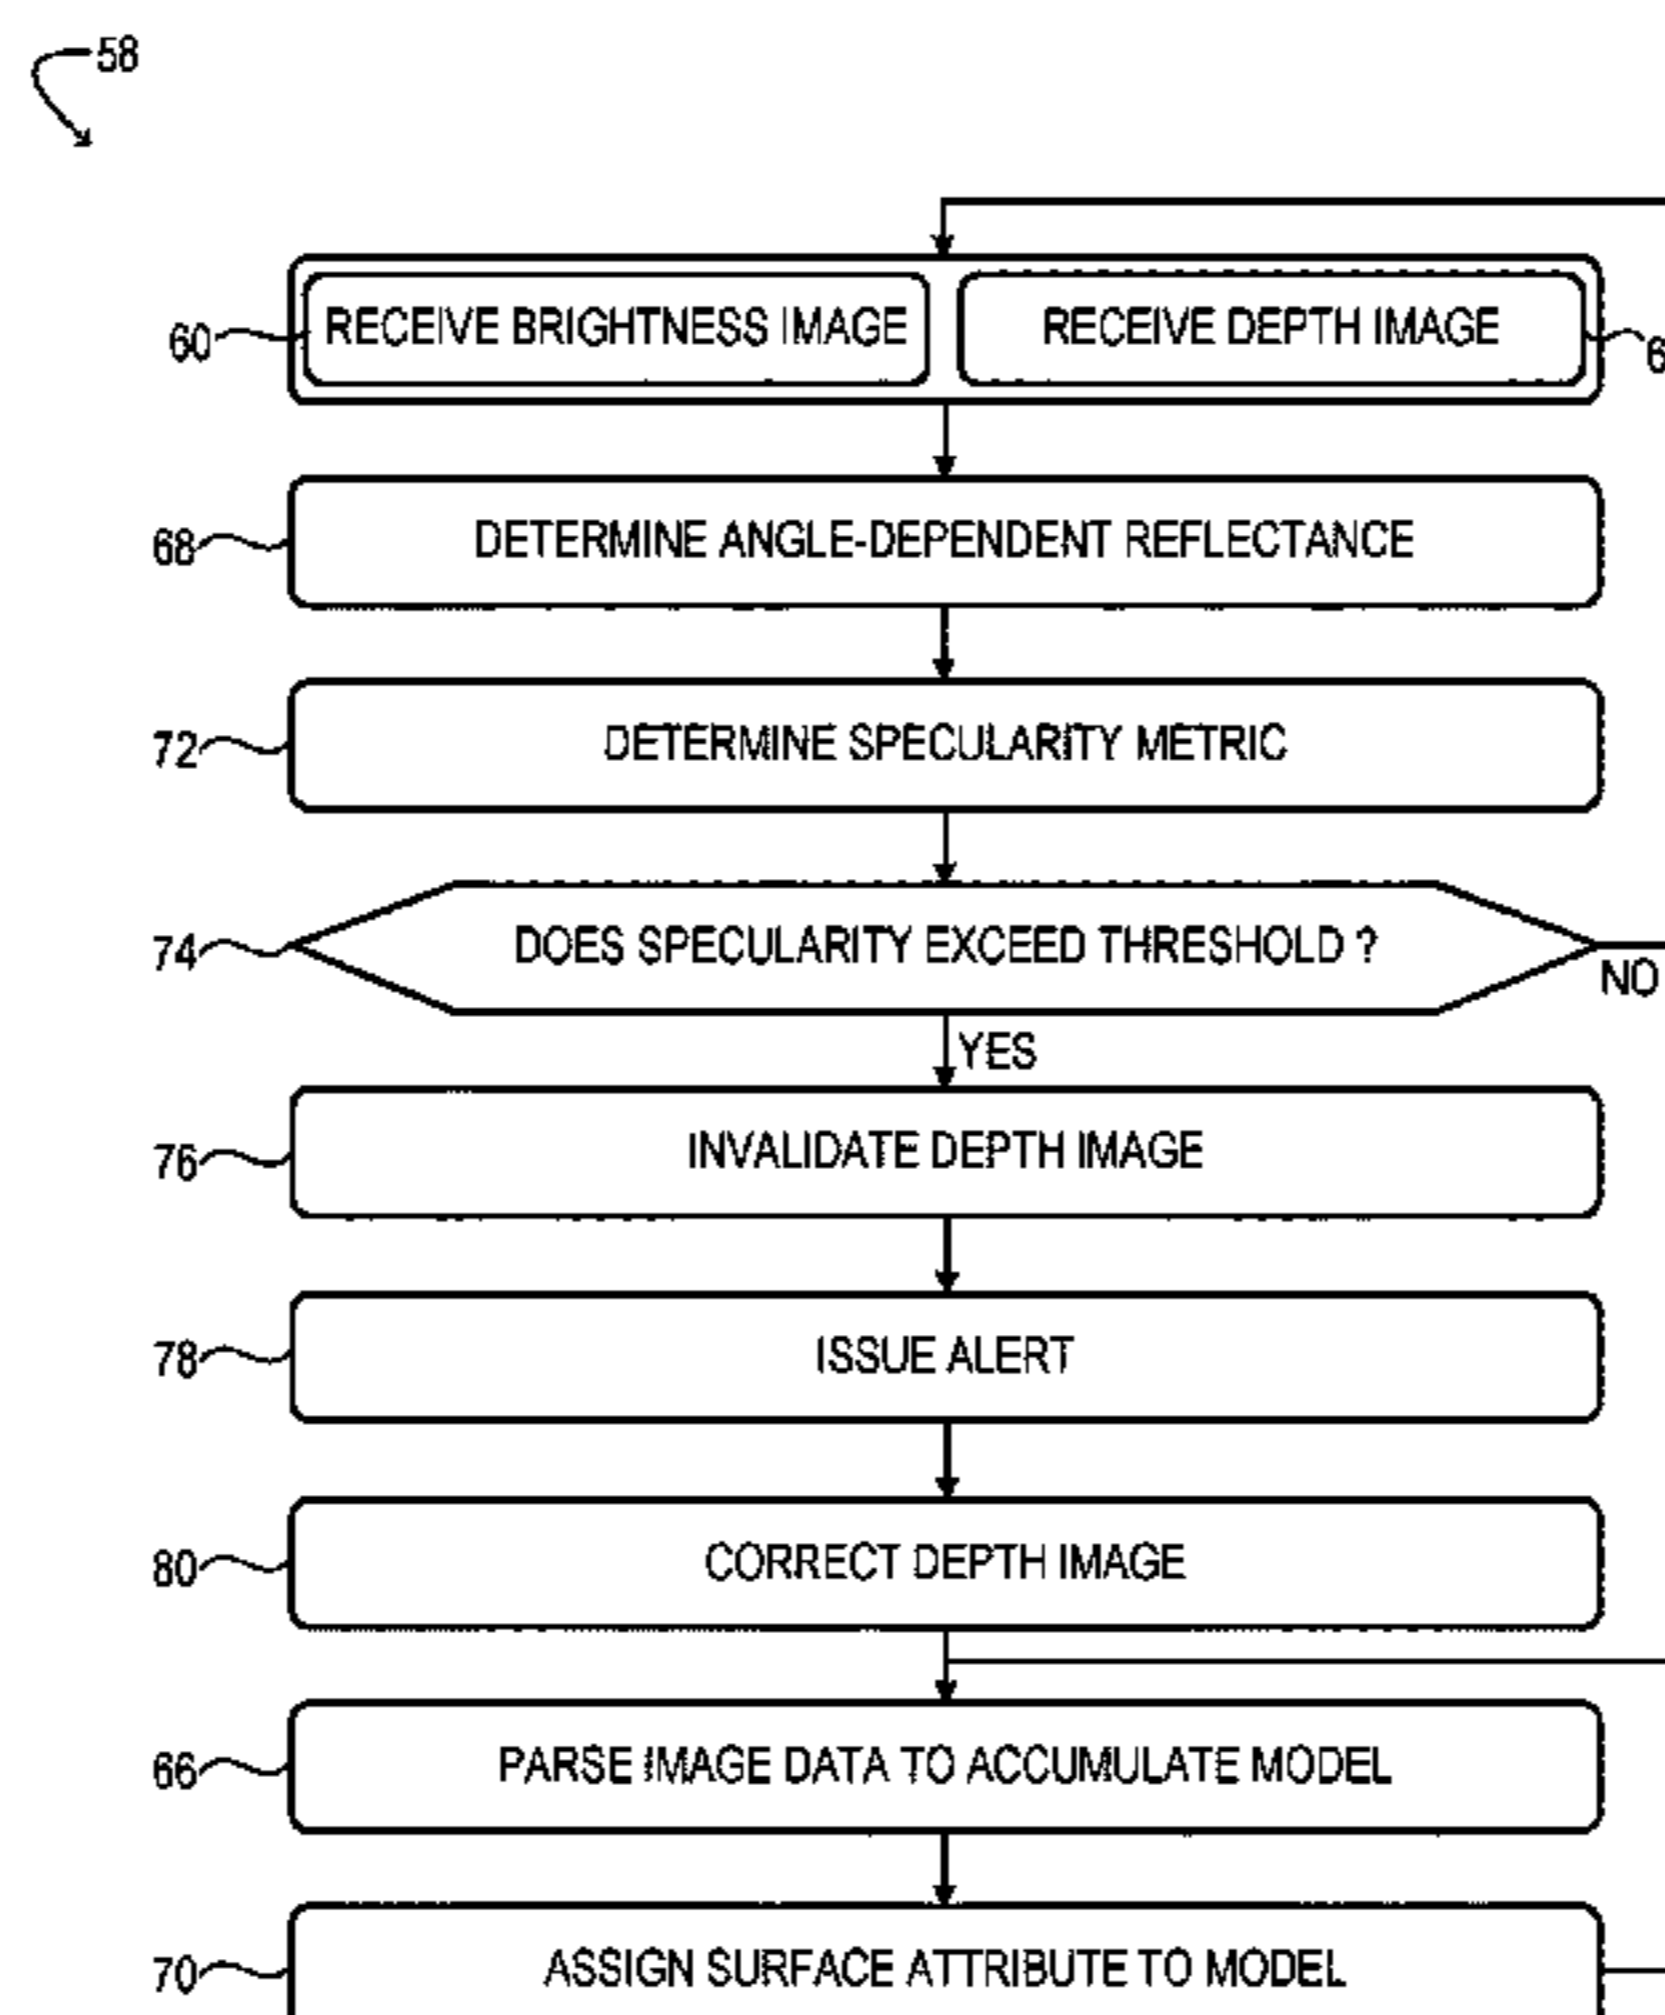 58
60 RECEIVE BRIGHTNESS IMAGE RECEIVE DEPTH IMAGE
68 DETERMINE ANGLE-DEPENDENT REFLECTANCE
72 DETERMINE SPECULARITY METRIC
74 DOES SPECULARITY EXCEED THRESHOLD ?
NO
YES
76 INVALIDATE DEPTH IMAGE
78 ISSUE ALERT
80 CORRECT DEPTH IMAGE
66 PARSE IMAGE DATA TO ACCUMULATE MODEL
70 ASSIGN SURFACE ATTRIBUTE TO MODEL